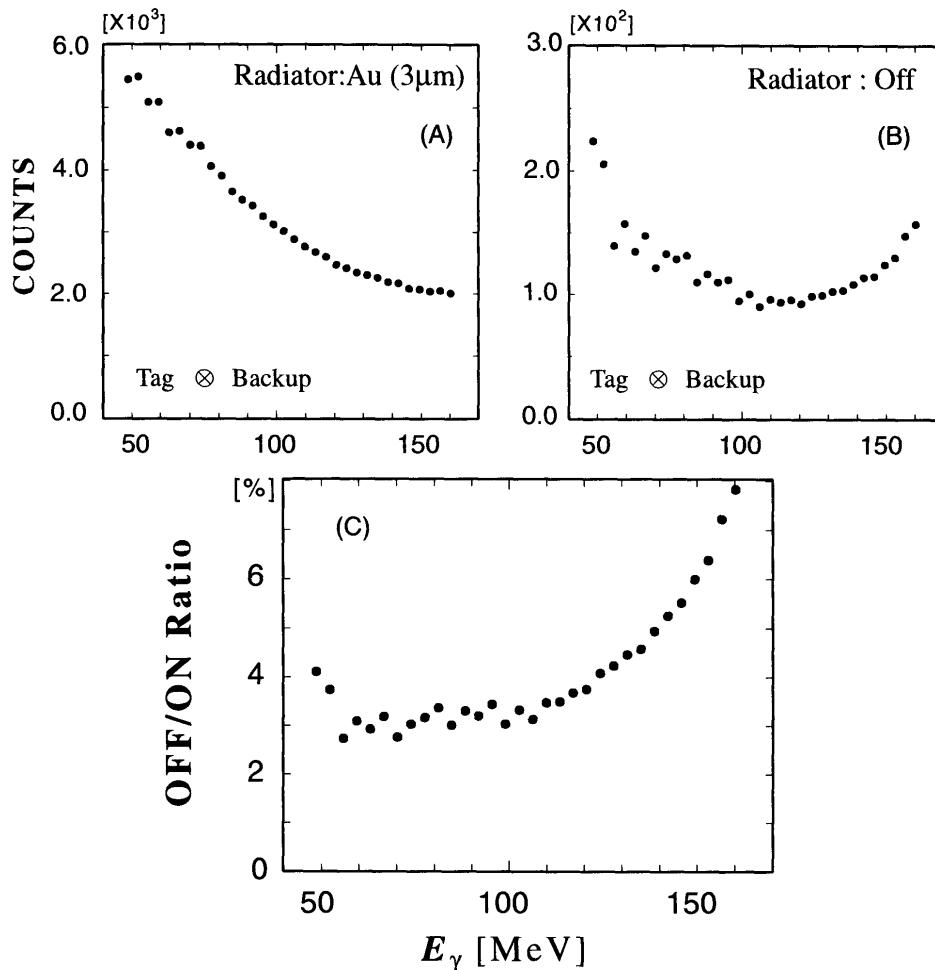 [X10³]
6.0
4.0
2.0
0.0
COUNTS
Radiator:Au (3μm)
(A)
Tag ⊗ Backup
50 100 150
[X10²]
3.0
2.0
1.0
0.0
Radiator : Off
(B)
Tag ⊗ Backup
50 100 150
[%]
(C)
6
4
2
0
OFF/ON Ratio
50 100 150
Eγ [MeV]